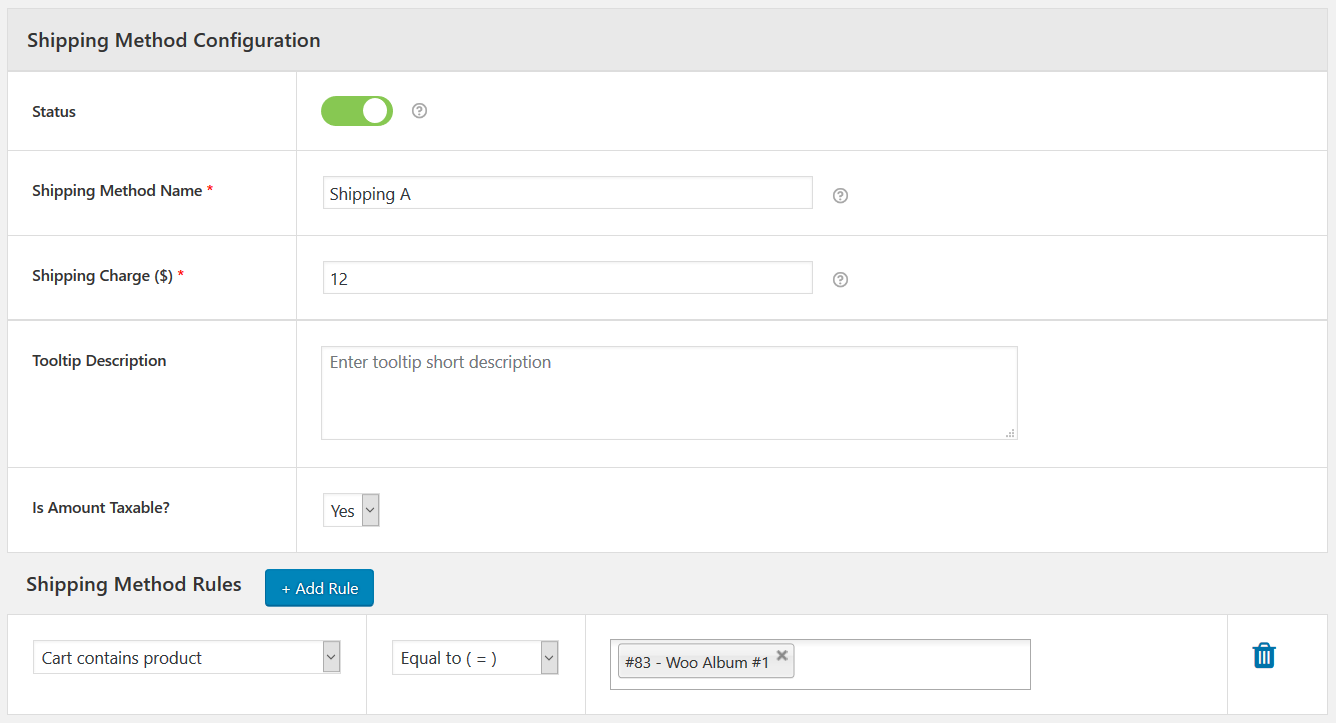 Shipping Method Configuration
Status
?
Shipping Method Name *
Shipping A
?
Shipping Charge ($) *
12
?
Tooltip Description
Enter tooltip short description
Is Amount Taxable?
Yes
Shipping Method Rules
+ Add Rule
Cart contains product
Equal to ( = )
#83 - Woo Album #1